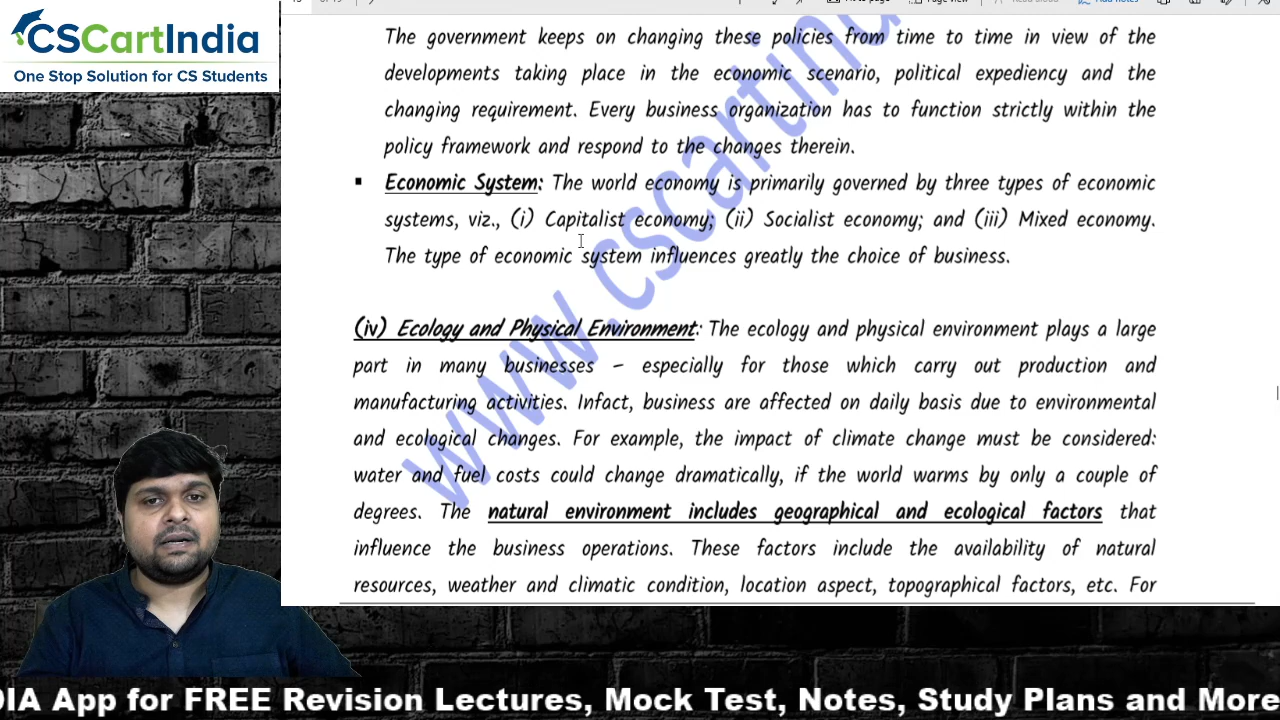 CSCartIndia
One Stop Solution for CS Students
The government keeps on changing these policies from time to time in view of the
developments taking place in the economic scenario, political expediency and the
changing requirement. Every business organization has to function strictly within the
policy framework and respond to the changes therein.
▪ Economic System: The world economy is primarily governed by three types of economic
systems, viz., (i) Capitalist economy; (ii) Socialist economy; and (iii) Mixed economy.
The type of economic system influences greatly the choice of business.
(iv) Ecology and Physical Environment: The ecology and physical environment plays a large
part in many businesses – especially for those which carry out production and
manufacturing activities. Infact, business are affected on daily basis due to environmental
and ecological changes. For example, the impact of climate change must be considered:
water and fuel costs could change dramatically, if the world warms by only a couple of
degrees. The natural environment includes geographical and ecological factors that
influence the business operations. These factors include the availability of natural
resources, weather and climatic condition, location aspect, topographical factors, etc. For
www.cscartind
DIA App for FREE Revision Lectures, Mock Test, Notes, Study Plans and More